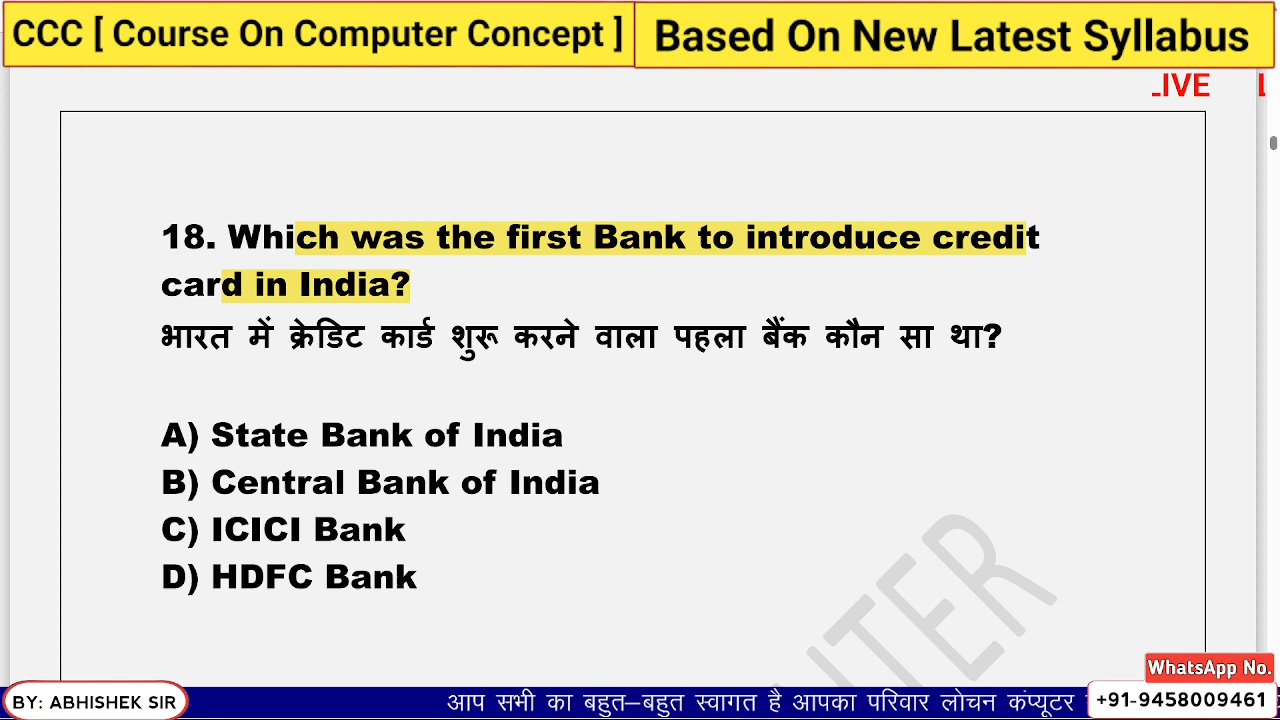 CCC [ Course On Computer Concept ]
Based On New Latest Syllabus
LIVE
18. Which was the first Bank to introduce credit
card in India?
भारत में क्रेडिट कार्ड शुरू करने वाला पहला बैंक कौन सा था?
A) State Bank of India
B) Central Bank of India
C) ICICI Bank
D) HDFC Bank
WhatsApp No.
BY: ABHISHEK SIR
आप सभी का बहुत–बहुत स्वागत है आपका परिवार लोचन कंप्यूटर
+91-9458009461